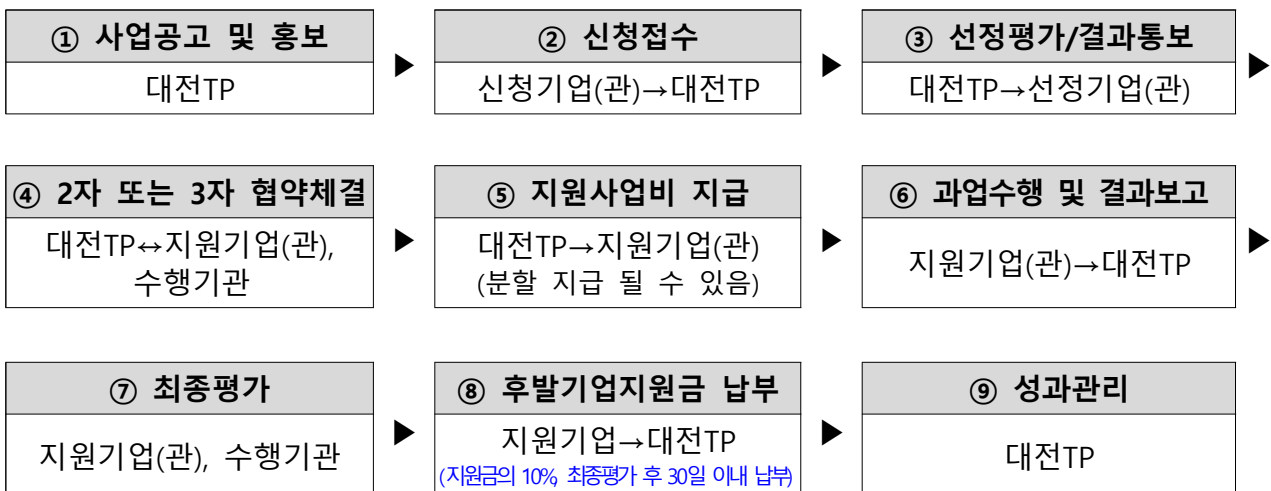 ① 사업공고 및 홍보
대전TP
▶
② 신청접수
신청기업(관)→대전TP
▶
③ 선정평가/결과통보
대전TP→선정기업(관)
▶
④ 2자 또는 3자 협약체결
대전TP↔지원기업(관),
수행기관
▶
⑤ 지원사업비 지급
대전TP→지원기업(관)
(분할 지급 될 수 있음)
▶
⑥ 과업수행 및 결과보고
지원기업(관)→대전TP
▶
⑦ 최종평가
지원기업(관), 수행기관
▶
⑧ 후발기업지원금 납부
지원기업→대전TP
(지원금의 10%, 최종평가 후 30일 이내 납부)
▶
⑨ 성과관리
대전TP